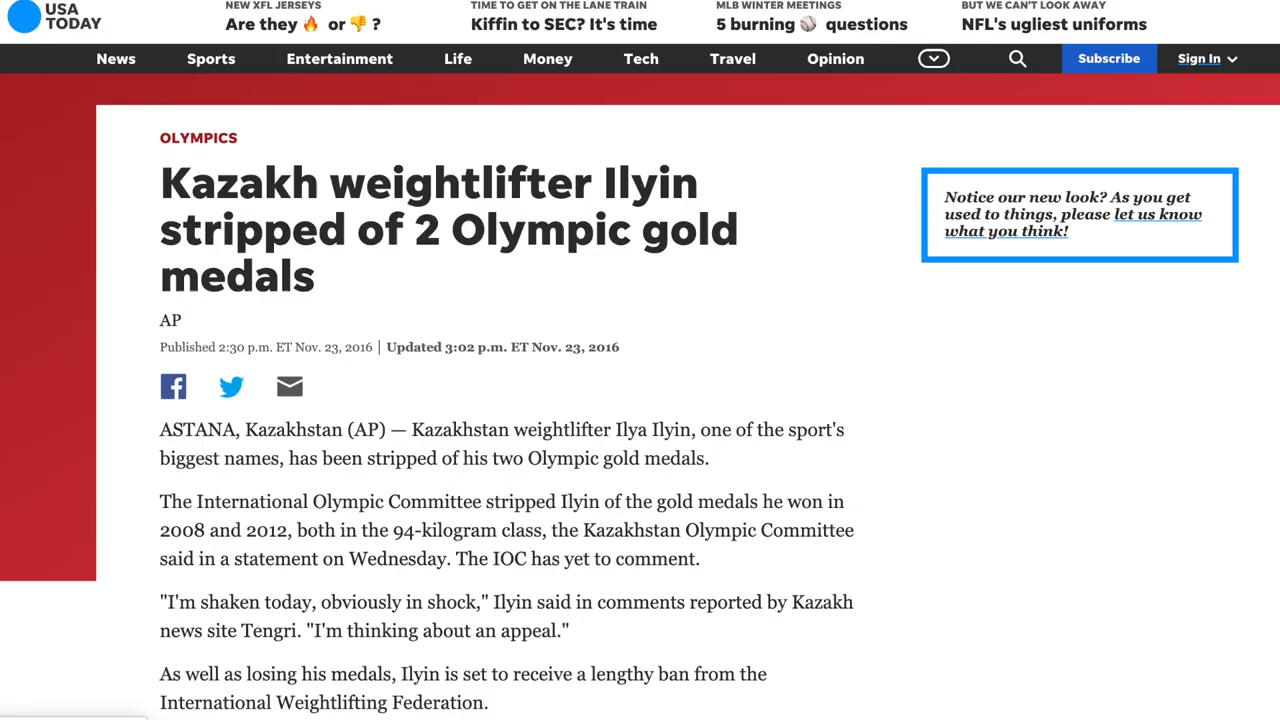 USA
TODAY
NEW XFL JERSEYS
Are they 🔥 or 👎 ?
TIME TO GET ON THE LANE TRAIN
Kiffin to SEC? It's time
MLB WINTER MEETINGS
5 burning ⚾ questions
BUT WE CAN'T LOOK AWAY
NFL's ugliest uniforms
News Sports Entertainment Life Money Tech Travel Opinion Subscribe Sign In
OLYMPICS
Kazakh weightlifter Ilyin
stripped of 2 Olympic gold
medals
AP
Published 2:30 p.m. ET Nov. 23, 2016 | Updated 3:02 p.m. ET Nov. 23, 2016
Notice our new look? As you get
used to things, please let us know
what you think!
ASTANA, Kazakhstan (AP) — Kazakhstan weightlifter Ilya Ilyin, one of the sport's
biggest names, has been stripped of his two Olympic gold medals.
The International Olympic Committee stripped Ilyin of the gold medals he won in
2008 and 2012, both in the 94-kilogram class, the Kazakhstan Olympic Committee
said in a statement on Wednesday. The IOC has yet to comment.
"I'm shaken today, obviously in shock," Ilyin said in comments reported by Kazakh
news site Tengri. "I'm thinking about an appeal."
As well as losing his medals, Ilyin is set to receive a lengthy ban from the
International Weightlifting Federation.